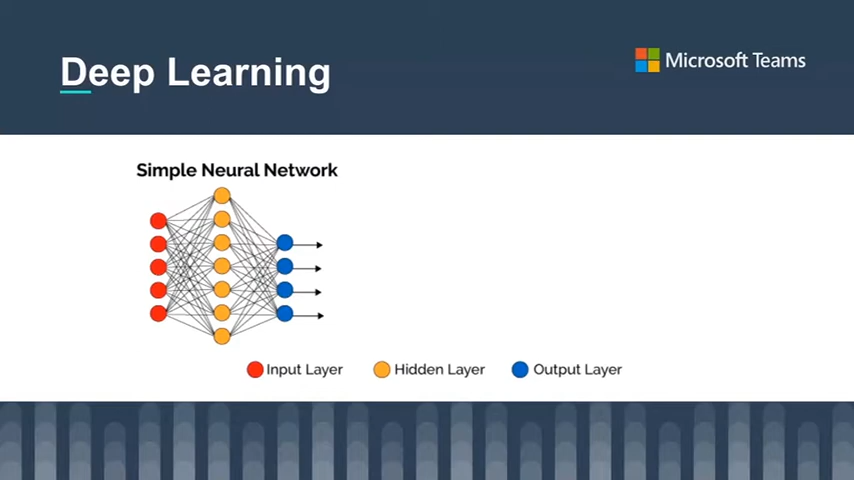 Deep Learning
Microsoft Teams
Simple Neural Network
Input Layer
Hidden Layer
Output Layer